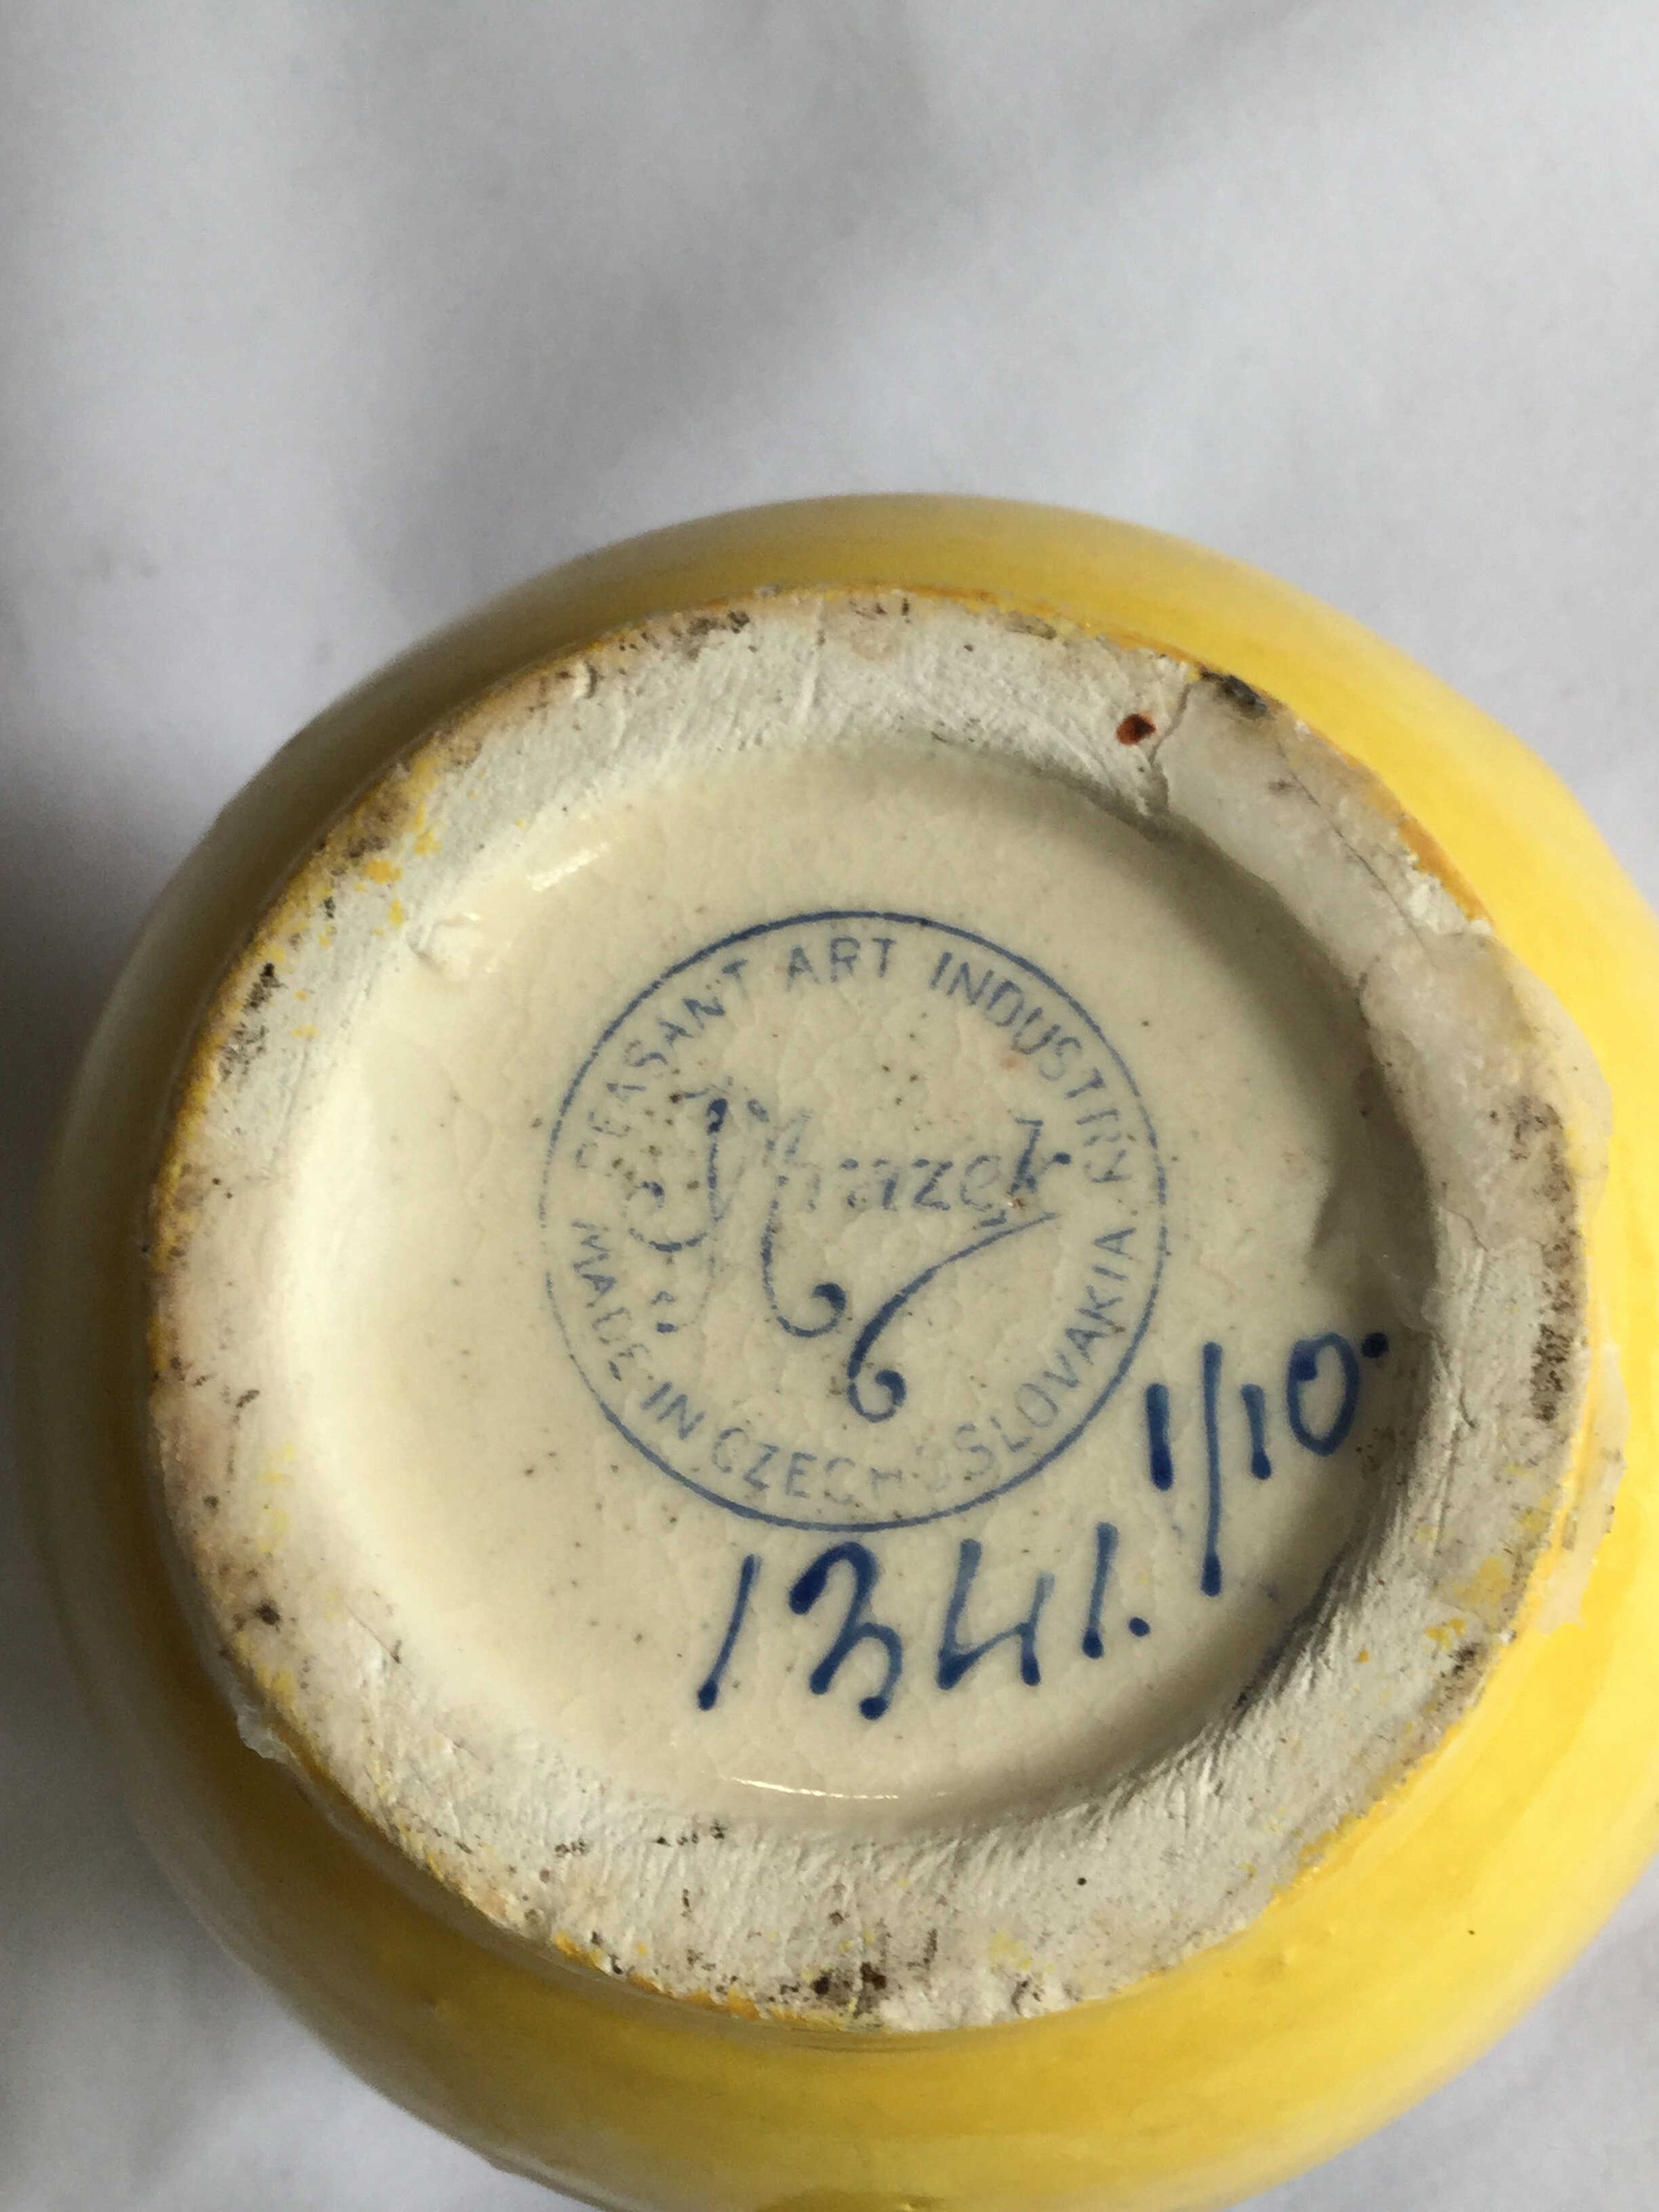 PEASANT ART INDUSTRY
Mrazek
MADE IN CZECHOSLOVAKIA
1341. 1/10.